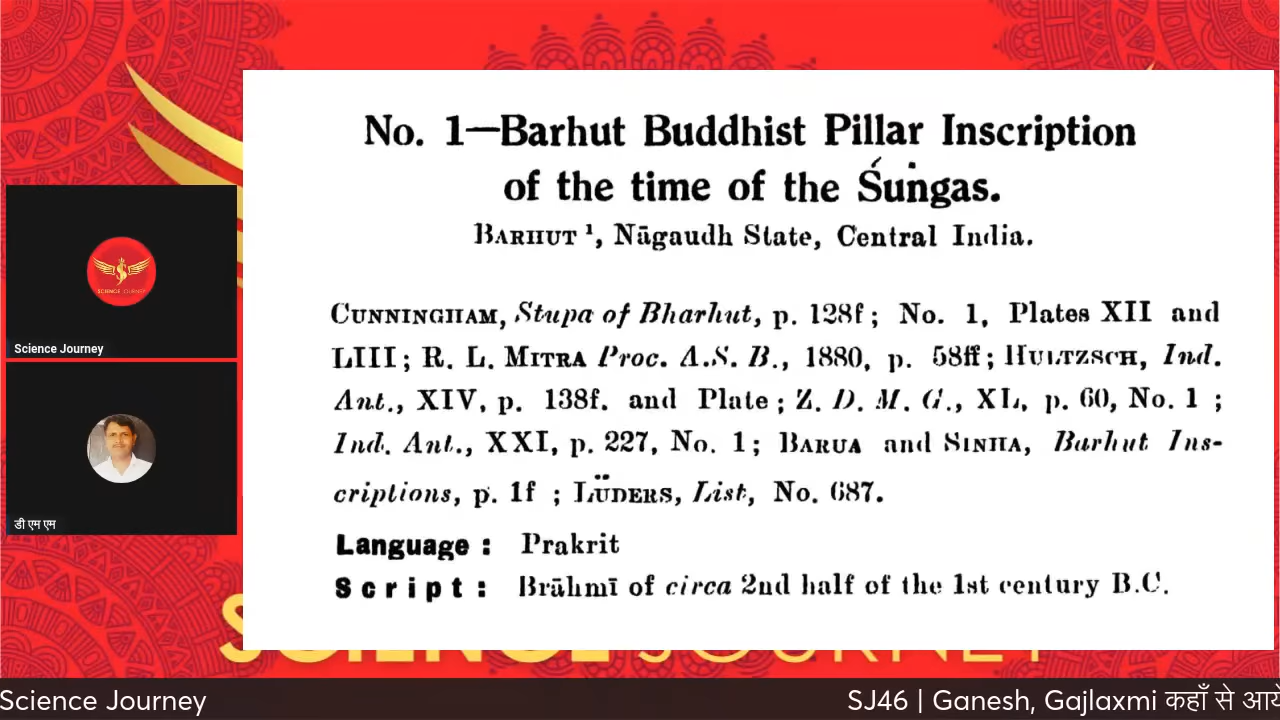 No. 1—Barhut Buddhist Pillar Inscription
of the time of the Śuṅgas.
BARHUT ¹, Nāgaudh State, Central India.
CUNNINGHAM, Stupa of Bharhut, p. 128f; No. 1, Plates XII and
LIII; R. L. MITRA Proc. A.S. B., 1880, p. 58ff; HULTZSCH, Ind.
Ant., XIV, p. 138f. and Plate; Z. D. M. G., XL, p. 60, No. 1 ;
Ind. Ant., XXI, p. 227, No. 1; BARUA and SINHA, Barhut Ins-
criptions, p. 1f ; LÜDERS, List, No. 687.
Language : Prakrit
Script : Brāhmī of circa 2nd half of the 1st century B.C.
SCIENCE JOURNEY
Science Journey
डी एम एम
SCIENCE JOURNEY
Science Journey
SJ46 | Ganesh, Gajlaxmi कहाँ से आये